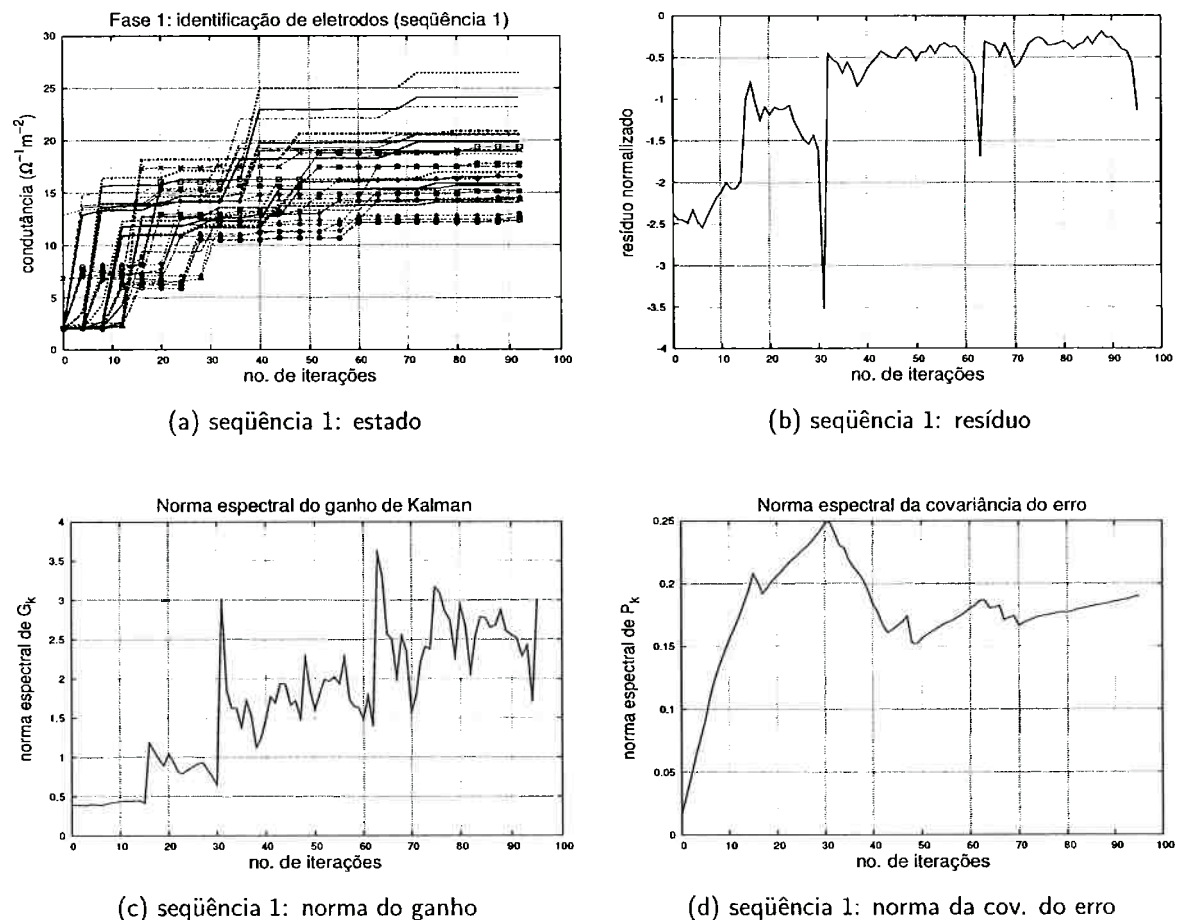 Fase 1: identificação de eletrodos (seqüência 1)
30
25
20
15
10
5
0
condutância (Ω⁻¹ m⁻²)
0 10 20 30 40 50 60 70 80 90 100
no. de iterações
(a) seqüência 1: estado
0
-0.5
-1
-1.5
-2
-2.5
-3
-3.5
-4
resíduo normalizado
0 10 20 30 40 50 60 70 80 90 100
no. de iterações
(b) seqüência 1: resíduo
Norma espectral do ganho de Kalman
4
3.5
3
2.5
2
1.5
1
0.5
0
norma espectral de Gₖ
0 10 20 30 40 50 60 70 80 90 100
no. de iterações
(c) seqüência 1: norma do ganho
Norma espectral da covariância do erro
0.25
0.2
0.15
0.1
0.05
0
norma espectral de Pₖ
0 10 20 30 40 50 60 70 80 90 100
no. de iterações
(d) seqüência 1: norma da cov. do erro